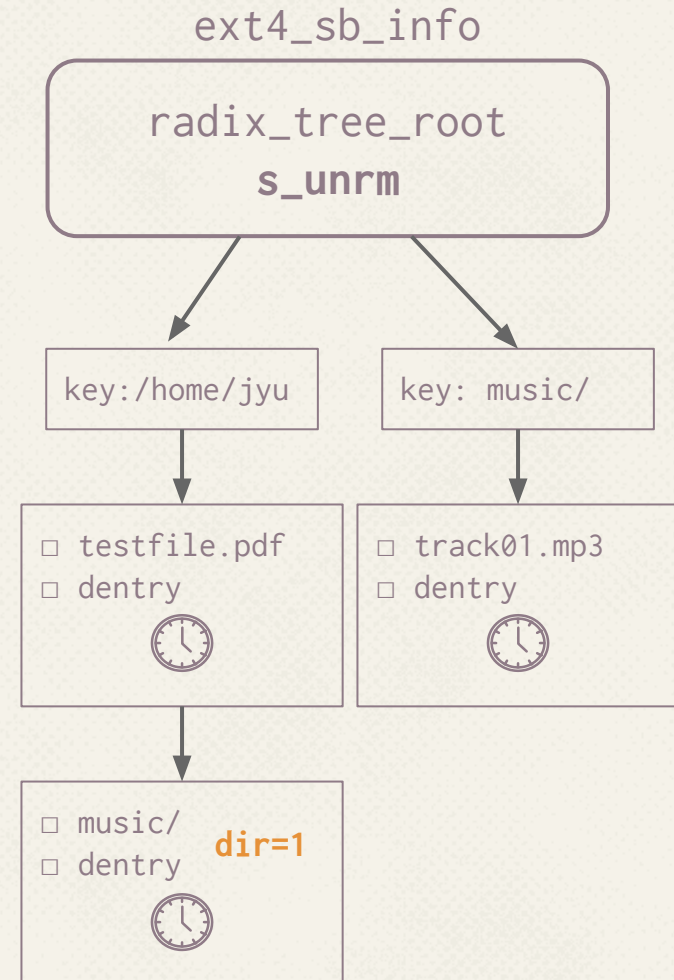 ext4_sb_info
radix_tree_root
s_unrm
key:/home/jyu
key: music/
□ testfile.pdf
□ dentry
□ track01.mp3
□ dentry
□ music/
□ dentry
dir=1